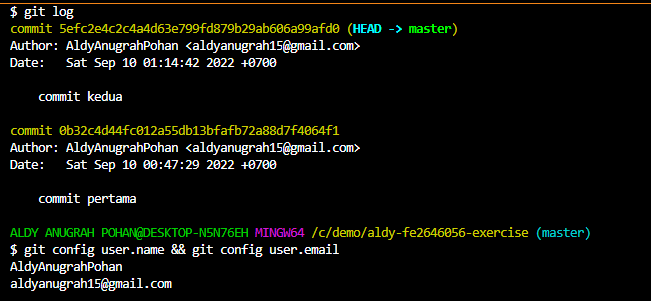 $ git log
commit 5efc2e4c2c4a4d63e799fd879b29ab606a99afd0 (HEAD -> master)
Author: AldyAnugrahPohan <aldyanugrah15@gmail.com>
Date:   Sat Sep 10 01:14:42 2022 +0700
    commit kedua
commit 0b32c4d44fc012a55db13bfafb72a88d7f4064f1
Author: AldyAnugrahPohan <aldyanugrah15@gmail.com>
Date:   Sat Sep 10 00:47:29 2022 +0700
    commit pertama
ALDY ANUGRAH POHAN@DESKTOP-N5N76EH MINGW64 /c/demo/aldy-fe2646056-exercise (master)
$ git config user.name && git config user.email
AldyAnugrahPohan
aldyanugrah15@gmail.com